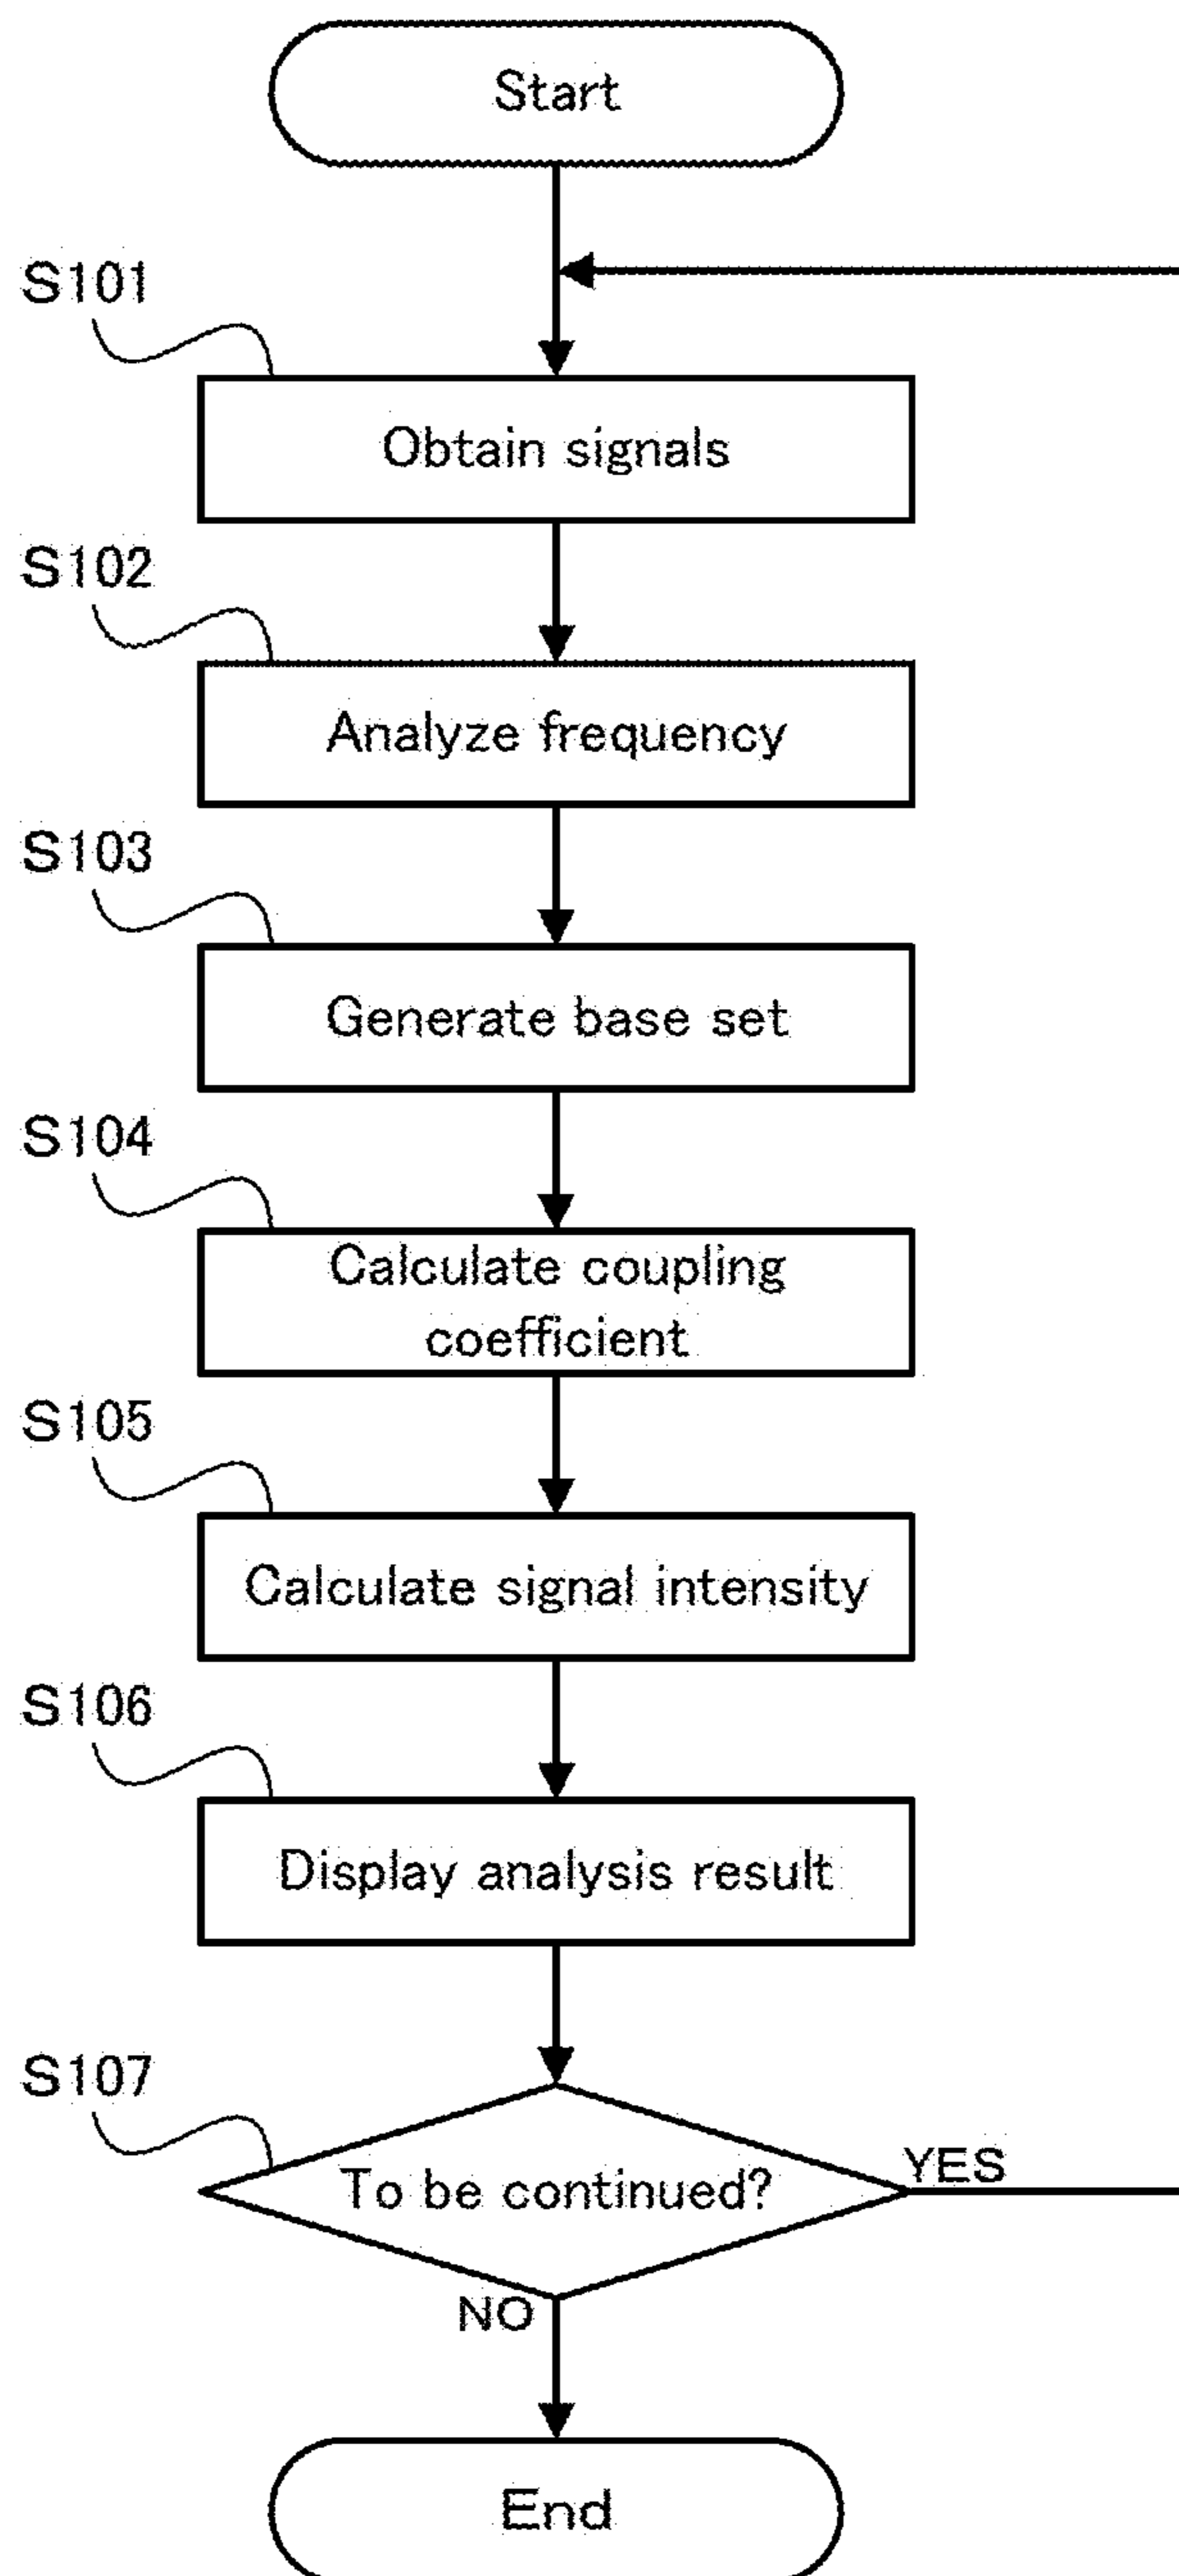 Start
S101
Obtain signals
S102
Analyze frequency
S103
Generate base set
S104
Calculate coupling
coefficient
S105
Calculate signal intensity
S106
Display analysis result
S107
To be continued?
YES
NO
End